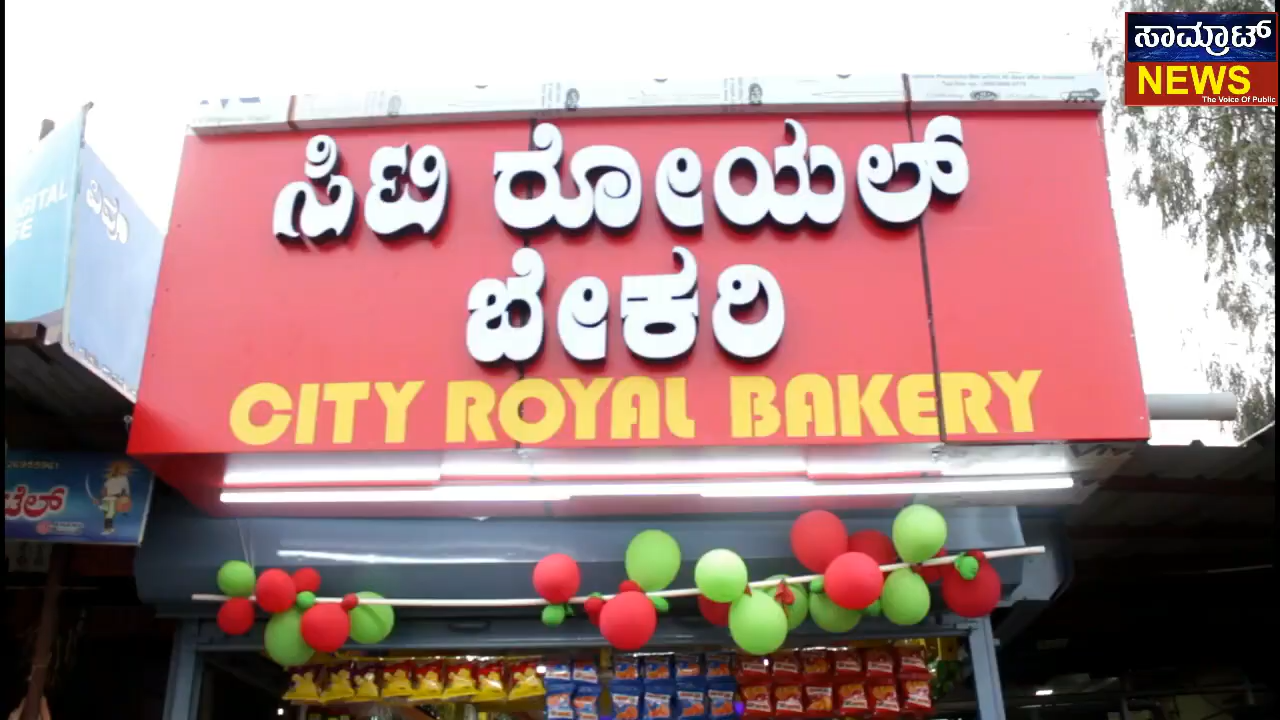 ಸಾಮ್ರಾಟ್
NEWS
The Voice Of Public
ಸಿಟಿ ರೋಯಲ್
ಬೇಕರಿ
CITY ROYAL BAKERY